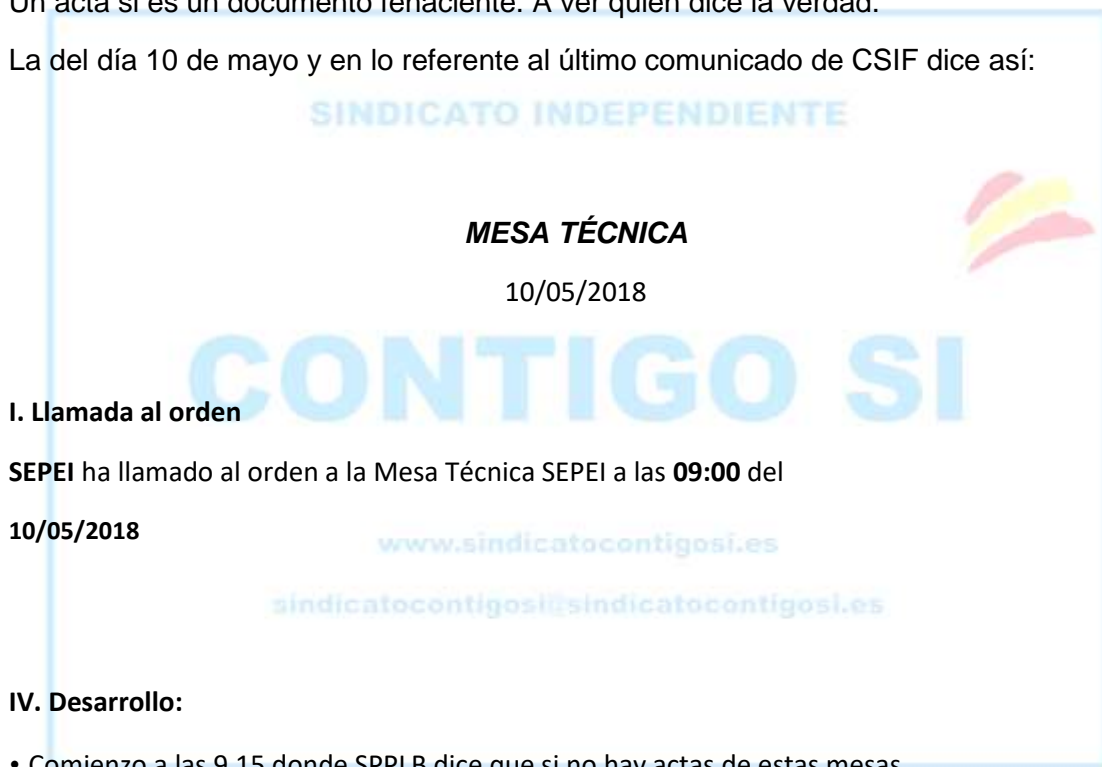 Un acta si es un documento fehaciente. A ver quien dice la verdad.
La del día 10 de mayo y en lo referente al último comunicado de CSIF dice así:
SINDICATO INDEPENDIENTE
MESA TÉCNICA
10/05/2018
CONTIGO SI
I. Llamada al orden
SEPEI ha llamado al orden a la Mesa Técnica SEPEI a las 09:00 del
10/05/2018
www.sindicatocontigosi.es
sindicatocontigosi@sindicatocontigosi.es
IV. Desarrollo:
• Comienzo a las 9.15 donde SPPLB dice que si no hay actas de estas mesas